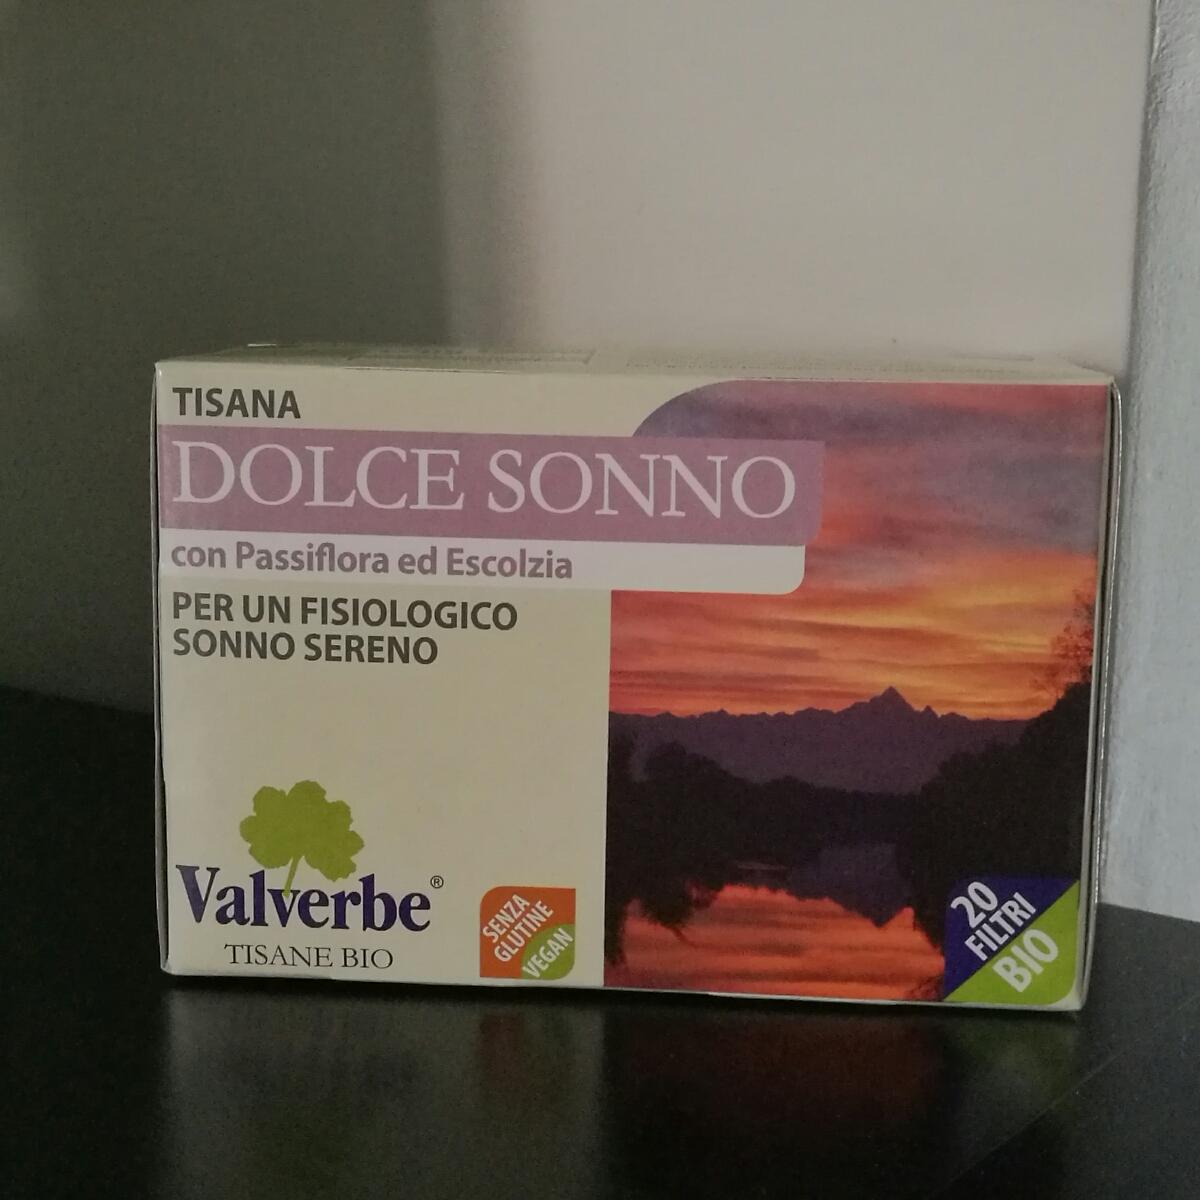 TISANA
DOLCE SONNO
con Passiflora ed Escolzia
PER UN FISIOLOGICO
SONNO SERENO
Valverbe®
TISANE BIO
SENZA
GLUTINE
VEGAN
20
FILTRI
BIO